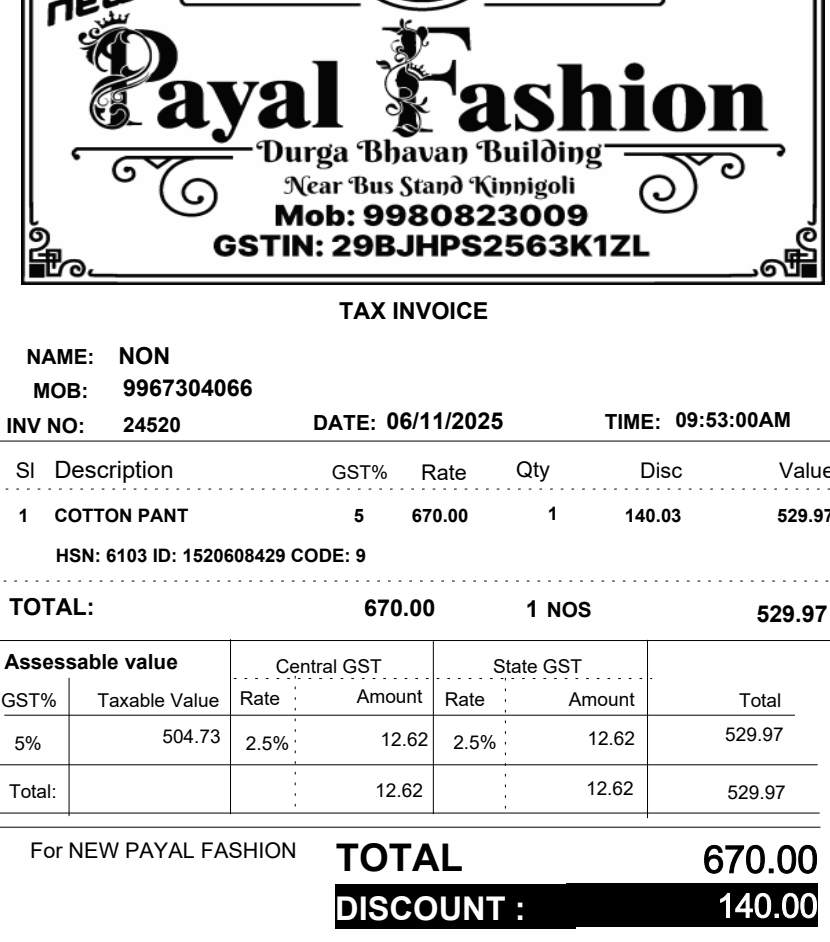 new
Payal Fashion
Durga Bhavan Building
Near Bus Stand Kinnigoli
Mob: 9980823009
GSTIN: 29BJHPS2563K1ZL
TAX INVOICE
NAME: NON
MOB: 9967304066
INV NO: 24520 DATE: 06/11/2025 TIME: 09:53:00AM
Sl Description GST% Rate Qty Disc Value
1 COTTON PANT 5 670.00 1 140.03 529.97
HSN: 6103 ID: 1520608429 CODE: 9
TOTAL: 670.00 1 NOS 529.97
Assessable value Central GST State GST
GST% Taxable Value Rate Amount Rate Amount Total
5% 504.73 2.5% 12.62 2.5% 12.62 529.97
Total: 12.62 12.62 529.97
For NEW PAYAL FASHION TOTAL 670.00
DISCOUNT : 140.00